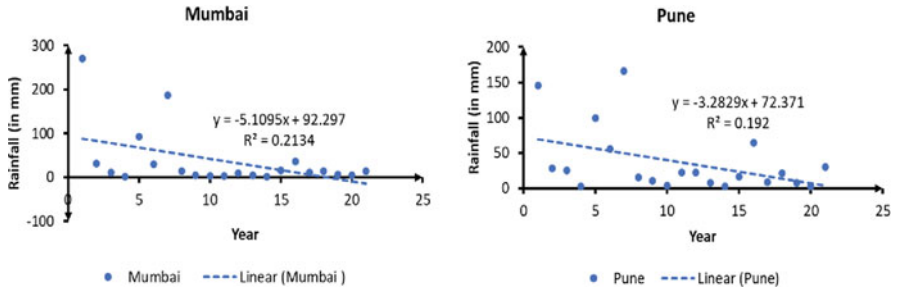 Mumbai
300
200
100
0
-100
Rainfall (in mm)
y = -5.1095x + 92.297
R² = 0.2134
0 5 10 15 20 25
Year
Mumbai Linear (Mumbai )
Pune
200
150
100
50
0
Rainfall (in mm)
y = -3.2829x + 72.371
R² = 0.192
0 5 10 15 20 25
Year
Pune Linear (Pune)